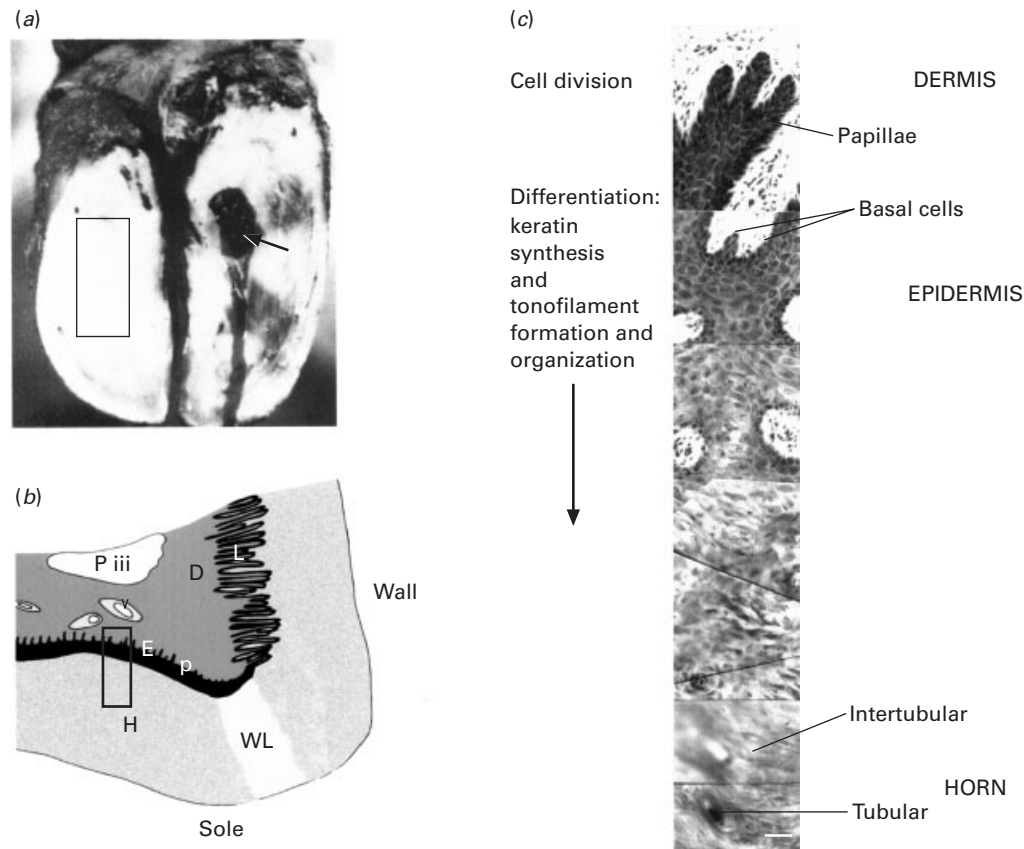 (a)
(b)
P iii
L
D
v
E
p
H
WL
Wall
Sole
(c)
Cell division
DERMIS
Papillae
Differentiation:
keratin
synthesis
and
tonofilament
formation and
organization
Basal cells
EPIDERMIS
Intertubular
HORN
Tubular